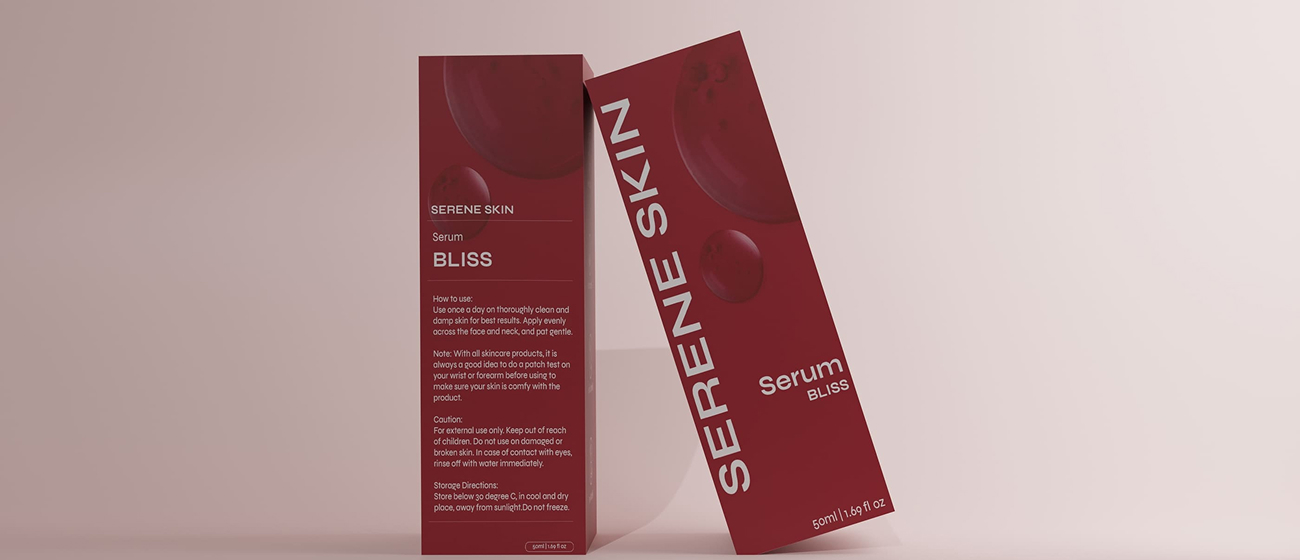 SERENE SKIN
Serum
BLISS
How to use:
Use once a day on thoroughly clean and
damp skin for best results. Apply evenly
across the face and neck, and pat gentle.
Note: With all skincare products, it is
always a good idea to do a patch test on
your wrist or forearm before using to
make sure your skin is comfy with the
product.
Caution:
For external use only. Keep out of reach
of children. Do not use on damaged or
broken skin. In case of contact with eyes,
rinse off with water immediately.
Storage Directions:
Store below 30 degree C, in cool and dry
place, away from sunlight.Do not freeze.
50ml | 1.69 fl oz
SERENE SKIN
Serum
BLISS
50ml | 1.69 fl oz